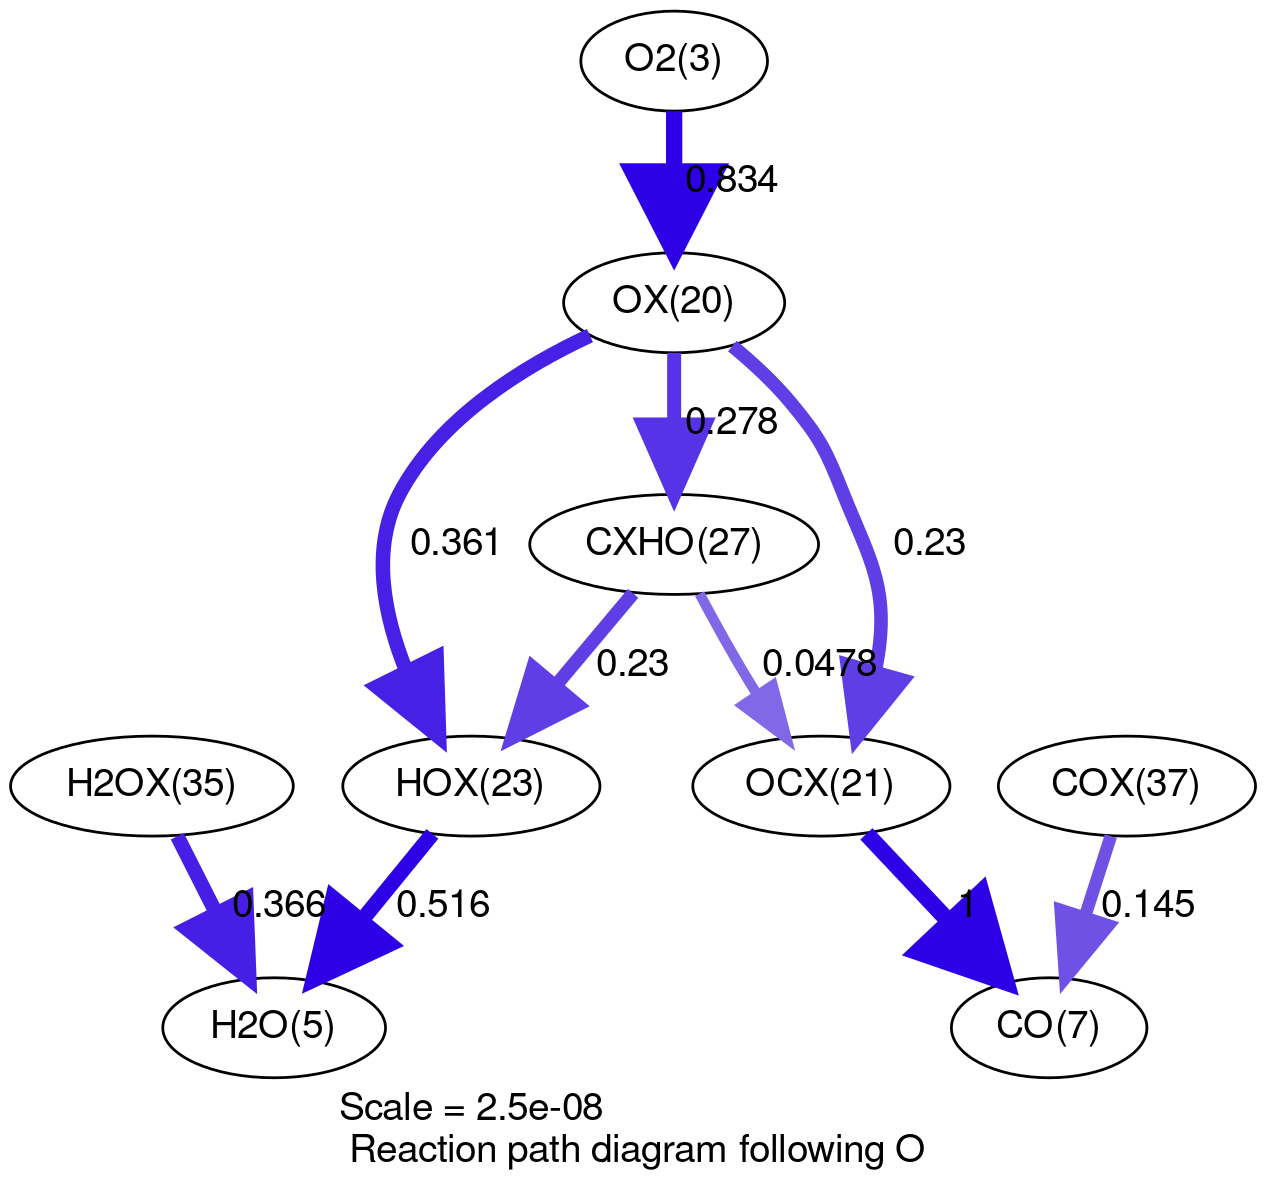 O2(3)
0.834
OX(20)
0.278
0.361
CXHO(27)
0.23
0.23
0.0478
H2OX(35)
HOX(23)
OCX(21)
COX(37)
0.366
0.516
1
0.145
H2O(5)
CO(7)
Scale = 2.5e-08
Reaction path diagram following O